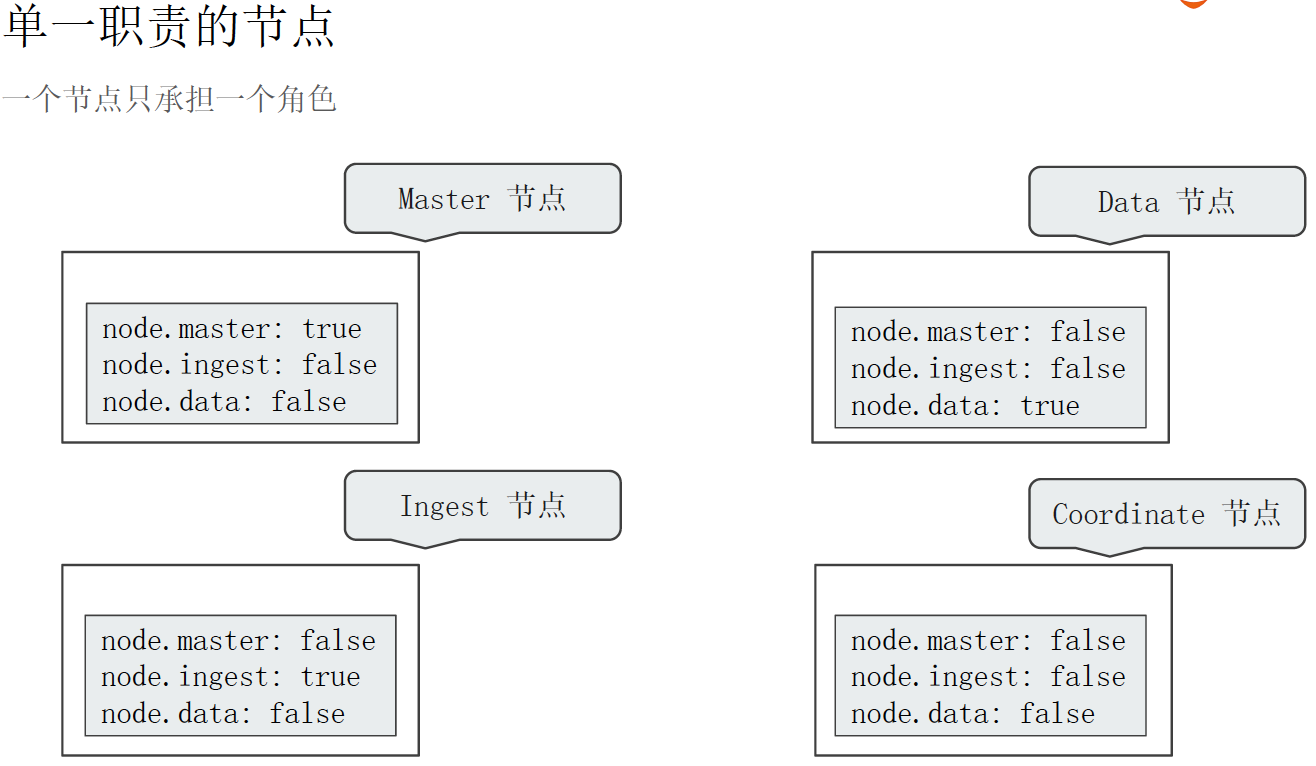 单一职责的节点
一个节点只承担一个角色
Master 节点
node.master: true
node.ingest: false
node.data: false
Data 节点
node.master: false
node.ingest: false
node.data: true
Ingest 节点
node.master: false
node.ingest: true
node.data: false
Coordinate 节点
node.master: false
node.ingest: false
node.data: false